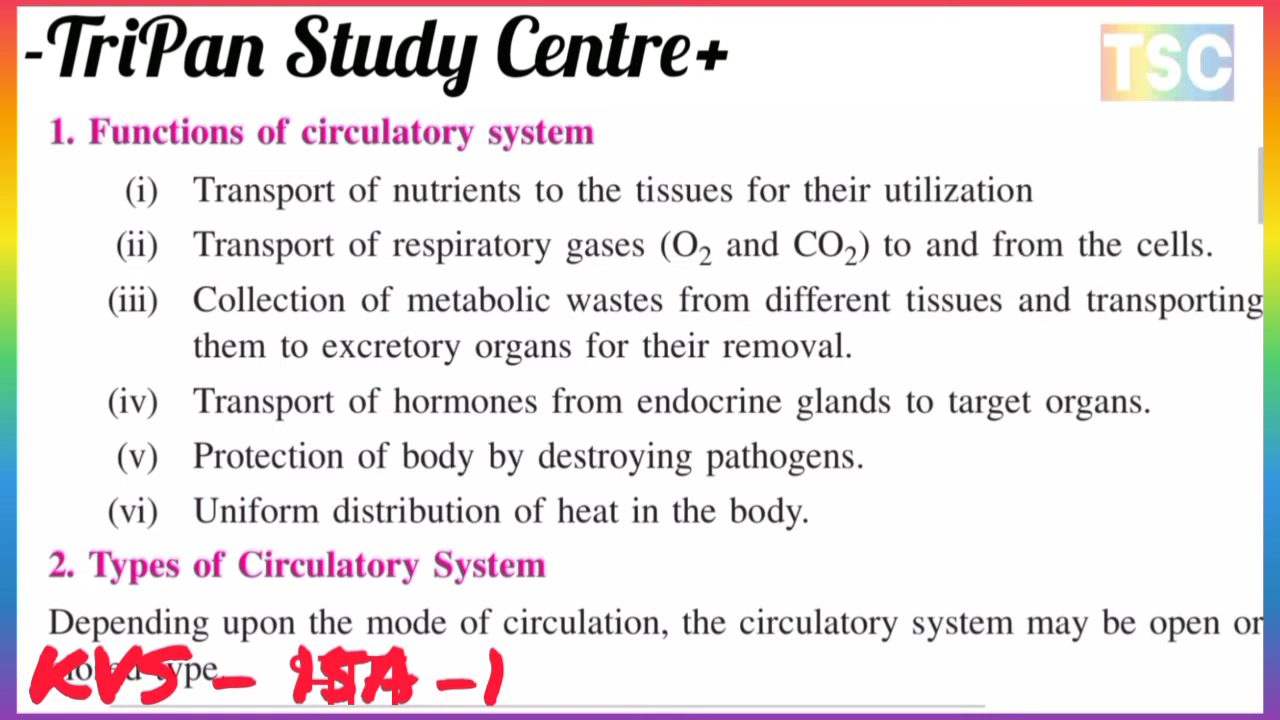 -TriPan Study Centre+
TSC
1. Functions of circulatory system
(i) Transport of nutrients to the tissues for their utilization
(ii) Transport of respiratory gases (O₂ and CO₂) to and from the cells.
(iii) Collection of metabolic wastes from different tissues and transporting
them to excretory organs for their removal.
(iv) Transport of hormones from endocrine glands to target organs.
(v) Protection of body by destroying pathogens.
(vi) Uniform distribution of heat in the body.
2. Types of Circulatory System
Depending upon the mode of circulation, the circulatory system may be open or
type
KVS - - 1